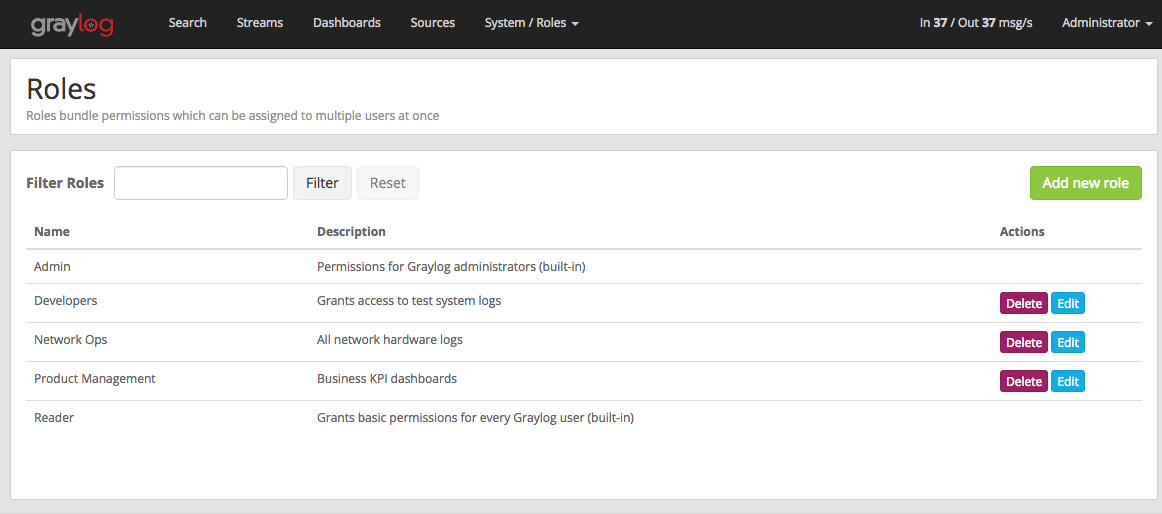 graylog Search Streams Dashboards Sources System / Roles In 37 / Out 37 msg/s Administrator
Roles
Roles bundle permissions which can be assigned to multiple users at once
Filter Roles Filter Reset Add new role
Name Description Actions
Admin Permissions for Graylog administrators (built-in)
Developers Grants access to test system logs Delete Edit
Network Ops All network hardware logs Delete Edit
Product Management Business KPI dashboards Delete Edit
Reader Grants basic permissions for every Graylog user (built-in)